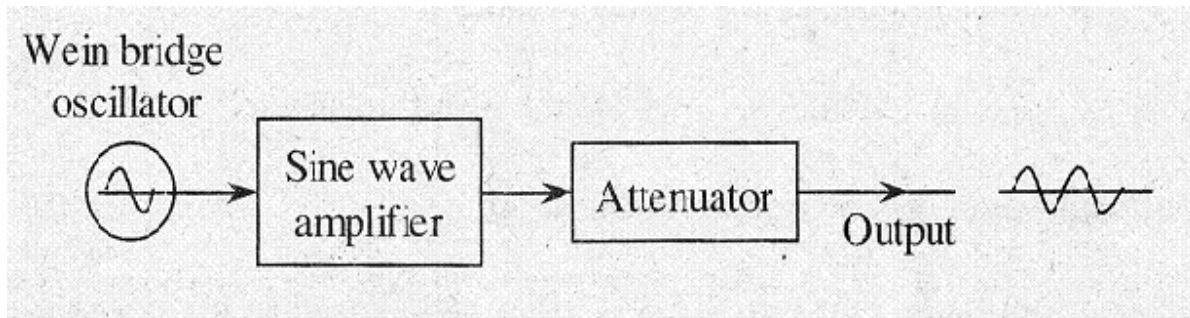 Wein bridge
oscillator
Sine wave
amplifier
Attenuator
Output